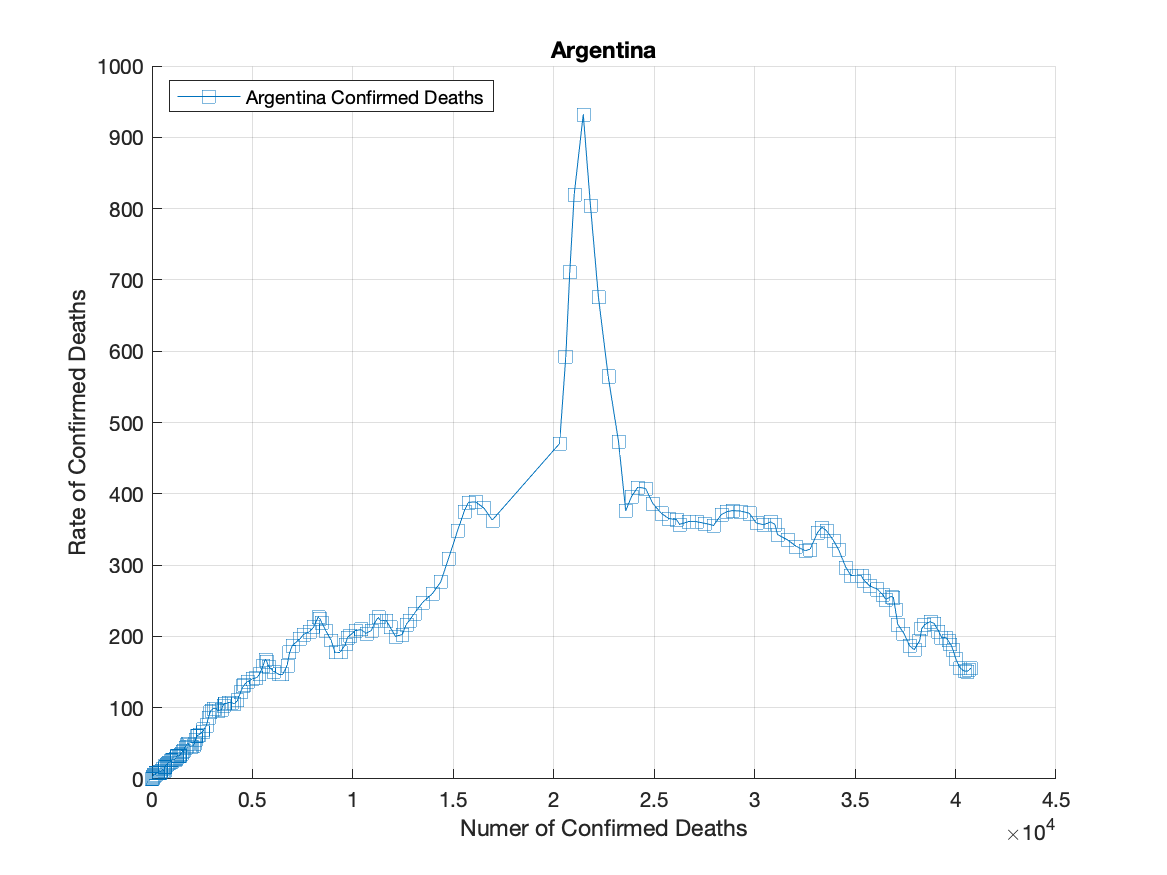 Argentina
Argentina Confirmed Deaths
1000
900
800
700
600
500
400
300
200
100
0
Rate of Confirmed Deaths
0 0.5 1 1.5 2 2.5 3 3.5 4 4.5
×10⁴
Numer of Confirmed Deaths